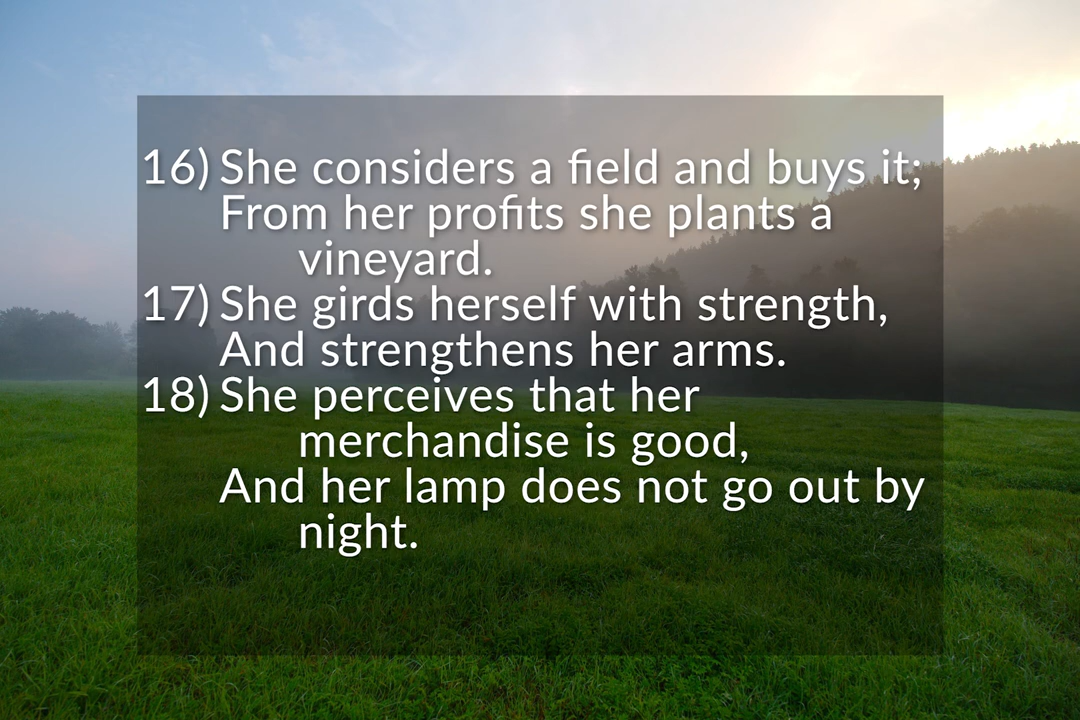 16) She considers a field and buys it;
From her profits she plants a
vineyard.
17) She girds herself with strength,
And strengthens her arms.
18) She perceives that her
merchandise is good,
And her lamp does not go out by
night.